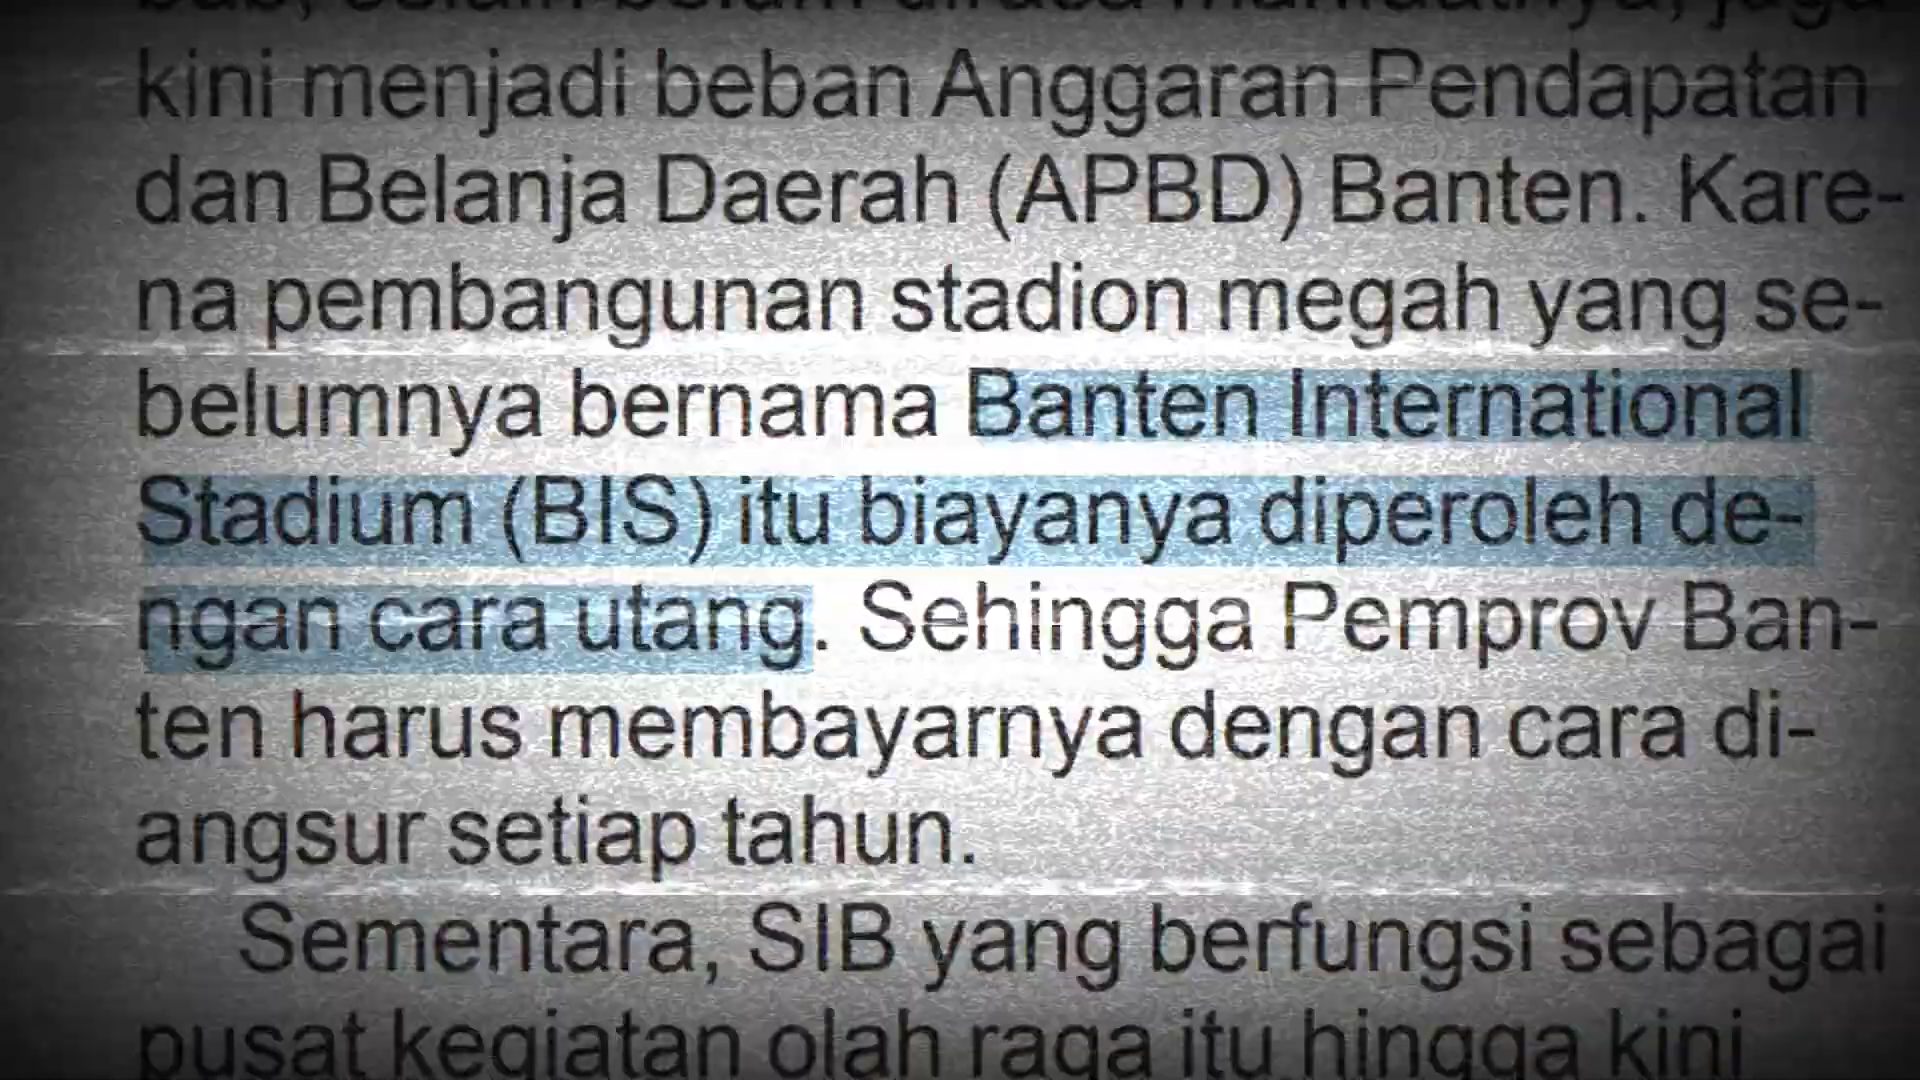 kini menjadi beban Anggaran Pendapatan
dan Belanja Daerah (APBD) Banten. Kare-
na pembangunan stadion megah yang se-
belumnya bernama Banten International
Stadium (BIS) itu biayanya diperoleh de-
ngan cara utang. Sehingga Pemprov Ban-
ten harus membayarnya dengan cara di-
angsur setiap tahun.
Sementara, SIB yang berfungsi sebagai
pusat kegiatan olah raga itu hingga kini